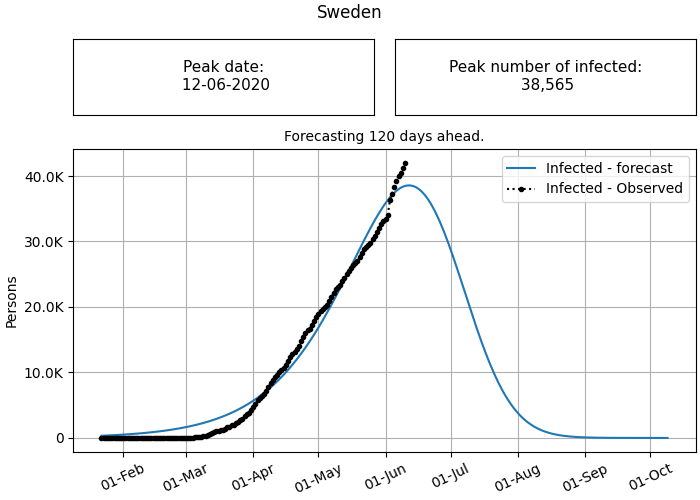 Sweden
Peak date:
12-06-2020
Peak number of infected:
38,565
Forecasting 120 days ahead.
Infected - forecast
Infected - Observed
40.0K
30.0K
20.0K
10.0K
0
Persons
01-Feb
01-Mar
01-Apr
01-May
01-Jun
01-Jul
01-Aug
01-Sep
01-Oct